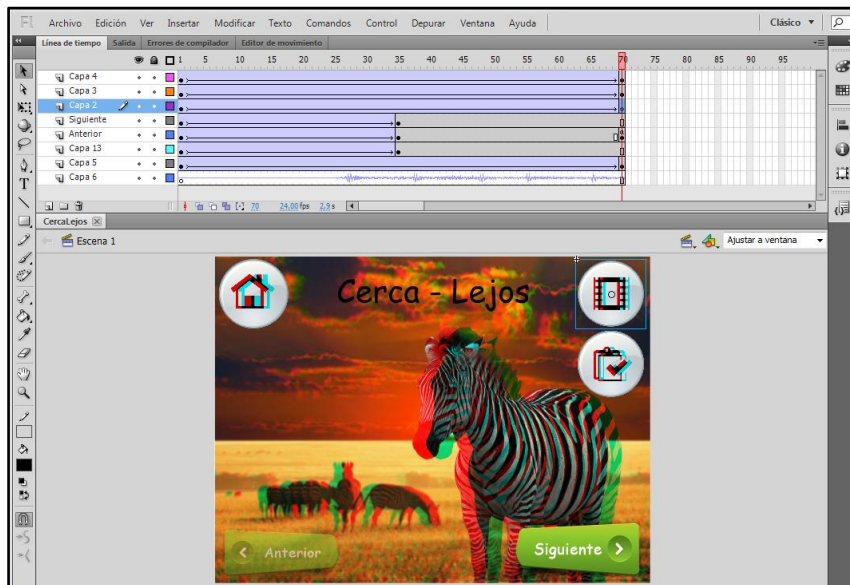 Fl Archivo Edición Ver Insertar Modificar Texto Comandos Control Depurar Ventana Ayuda Clásico
Línea de tiempo Salida Errores de compilador Editor de movimiento
1 5 10 15 20 25 30 35 40 45 50 55 60 65 70 75 80 85 90 95
Capa 4
Capa 3
Capa 2
Siguiente
Anterior
Capa 13
Capa 5
Capa 6
70 24,00 fps 2,9 s
CercaLejos
Escena 1 Ajustar a ventana
Cerca - Lejos
Anterior Siguiente